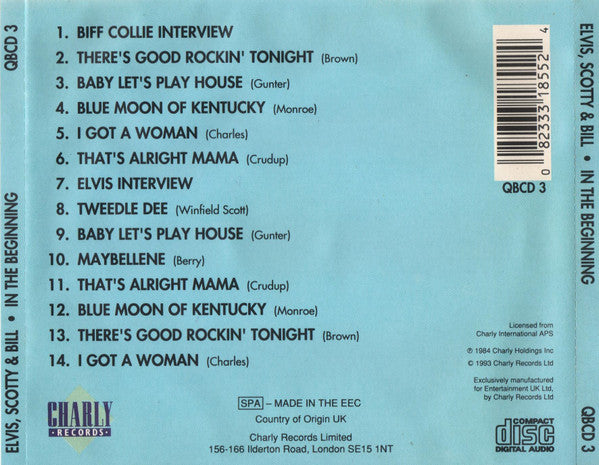 QBCD 3
ELVIS, SCOTTY & BILL • IN THE BEGINNING
1. BIFF COLLIE INTERVIEW
2. THERE'S GOOD ROCKIN' TONIGHT (Brown)
3. BABY LET'S PLAY HOUSE (Gunter)
4. BLUE MOON OF KENTUCKY (Monroe)
5. I GOT A WOMAN (Charles)
6. THAT'S ALRIGHT MAMA (Crudup)
7. ELVIS INTERVIEW
8. TWEEDLE DEE (Winfield Scott)
9. BABY LET'S PLAY HOUSE (Gunter)
10. MAYBELLENE (Berry)
11. THAT'S ALRIGHT MAMA (Crudup)
12. BLUE MOON OF KENTUCKY (Monroe)
13. THERE'S GOOD ROCKIN' TONIGHT (Brown)
14. I GOT A WOMAN (Charles)
CHARLY
• RECORDS •
SPA – MADE IN THE EEC
Country of Origin UK
Charly Records Limited
156-166 Ilderton Road, London SE15 1NT
0 82333 18552 4
QBCD 3
Licensed from
Charly International APS
℗ 1984 Charly Holdings Inc
© 1993 Charly Records Ltd
Exclusively manufactured
for Entertainment UK Ltd,
by Charly Records Ltd
COMPACT
disc
DIGITAL AUDIO
ELVIS, SCOTTY & BILL • IN THE BEGINNING
QBCD 3